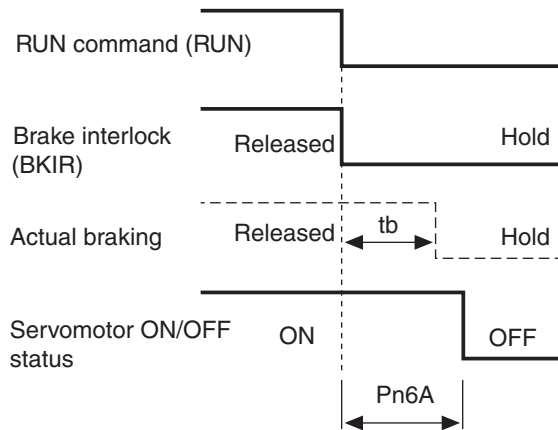 RUN command (RUN)
Brake interlock
(BKIR)
Released
Hold
Actual braking
Released
tb
Hold
Servomotor ON/OFF
status
ON
OFF
Pn6A